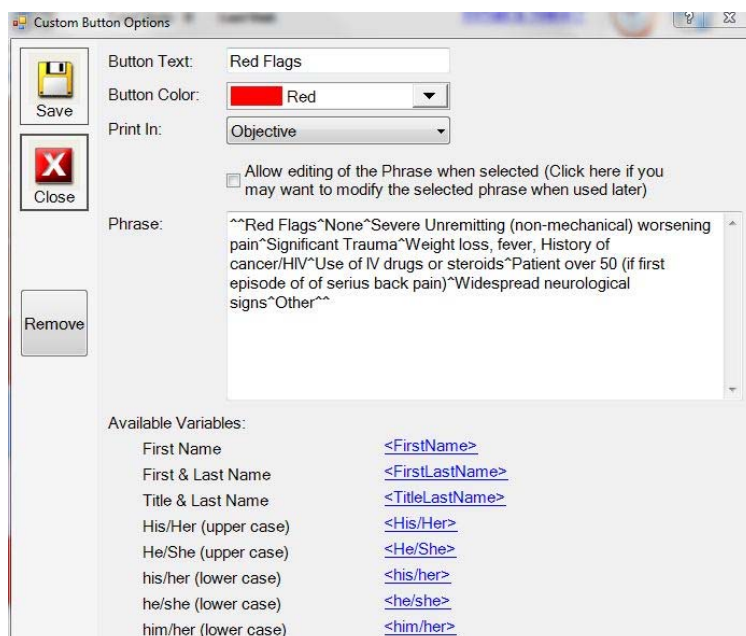 Custom Button Options
Save
Close
Remove
Button Text: Red Flags
Button Color: Red
Print In: Objective
Allow editing of the Phrase when selected (Click here if you
may want to modify the selected phrase when used later)
Phrase:
^^Red Flags^None^Severe Unremitting (non-mechanical) worsening
pain^Significant Trauma^Weight loss, fever, History of
cancer/HIV^Use of IV drugs or steroids^Patient over 50 (if first
episode of of serius back pain)^Widespread neurological
signs^Other^^
Available Variables:
First Name <FirstName>
First & Last Name <FirstLastName>
Title & Last Name <TitleLastName>
His/Her (upper case) <His/Her>
He/She (upper case) <He/She>
his/her (lower case) <his/her>
he/she (lower case) <he/she>
him/her (lower case) <him/her>